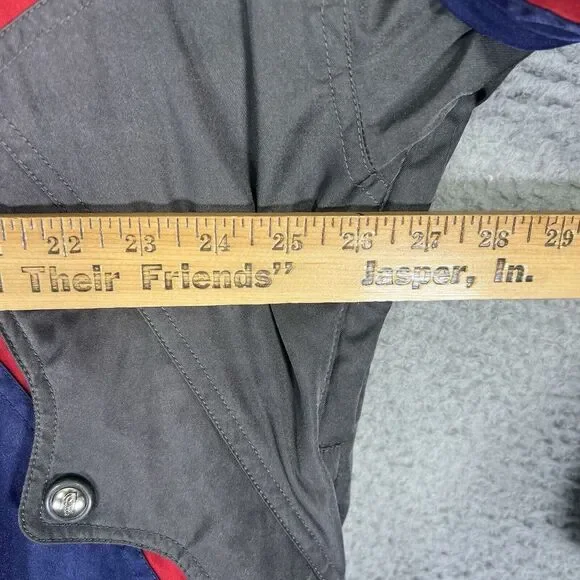 22 23 24 25 26 27 28 29
Their Friends” Jasper, In.